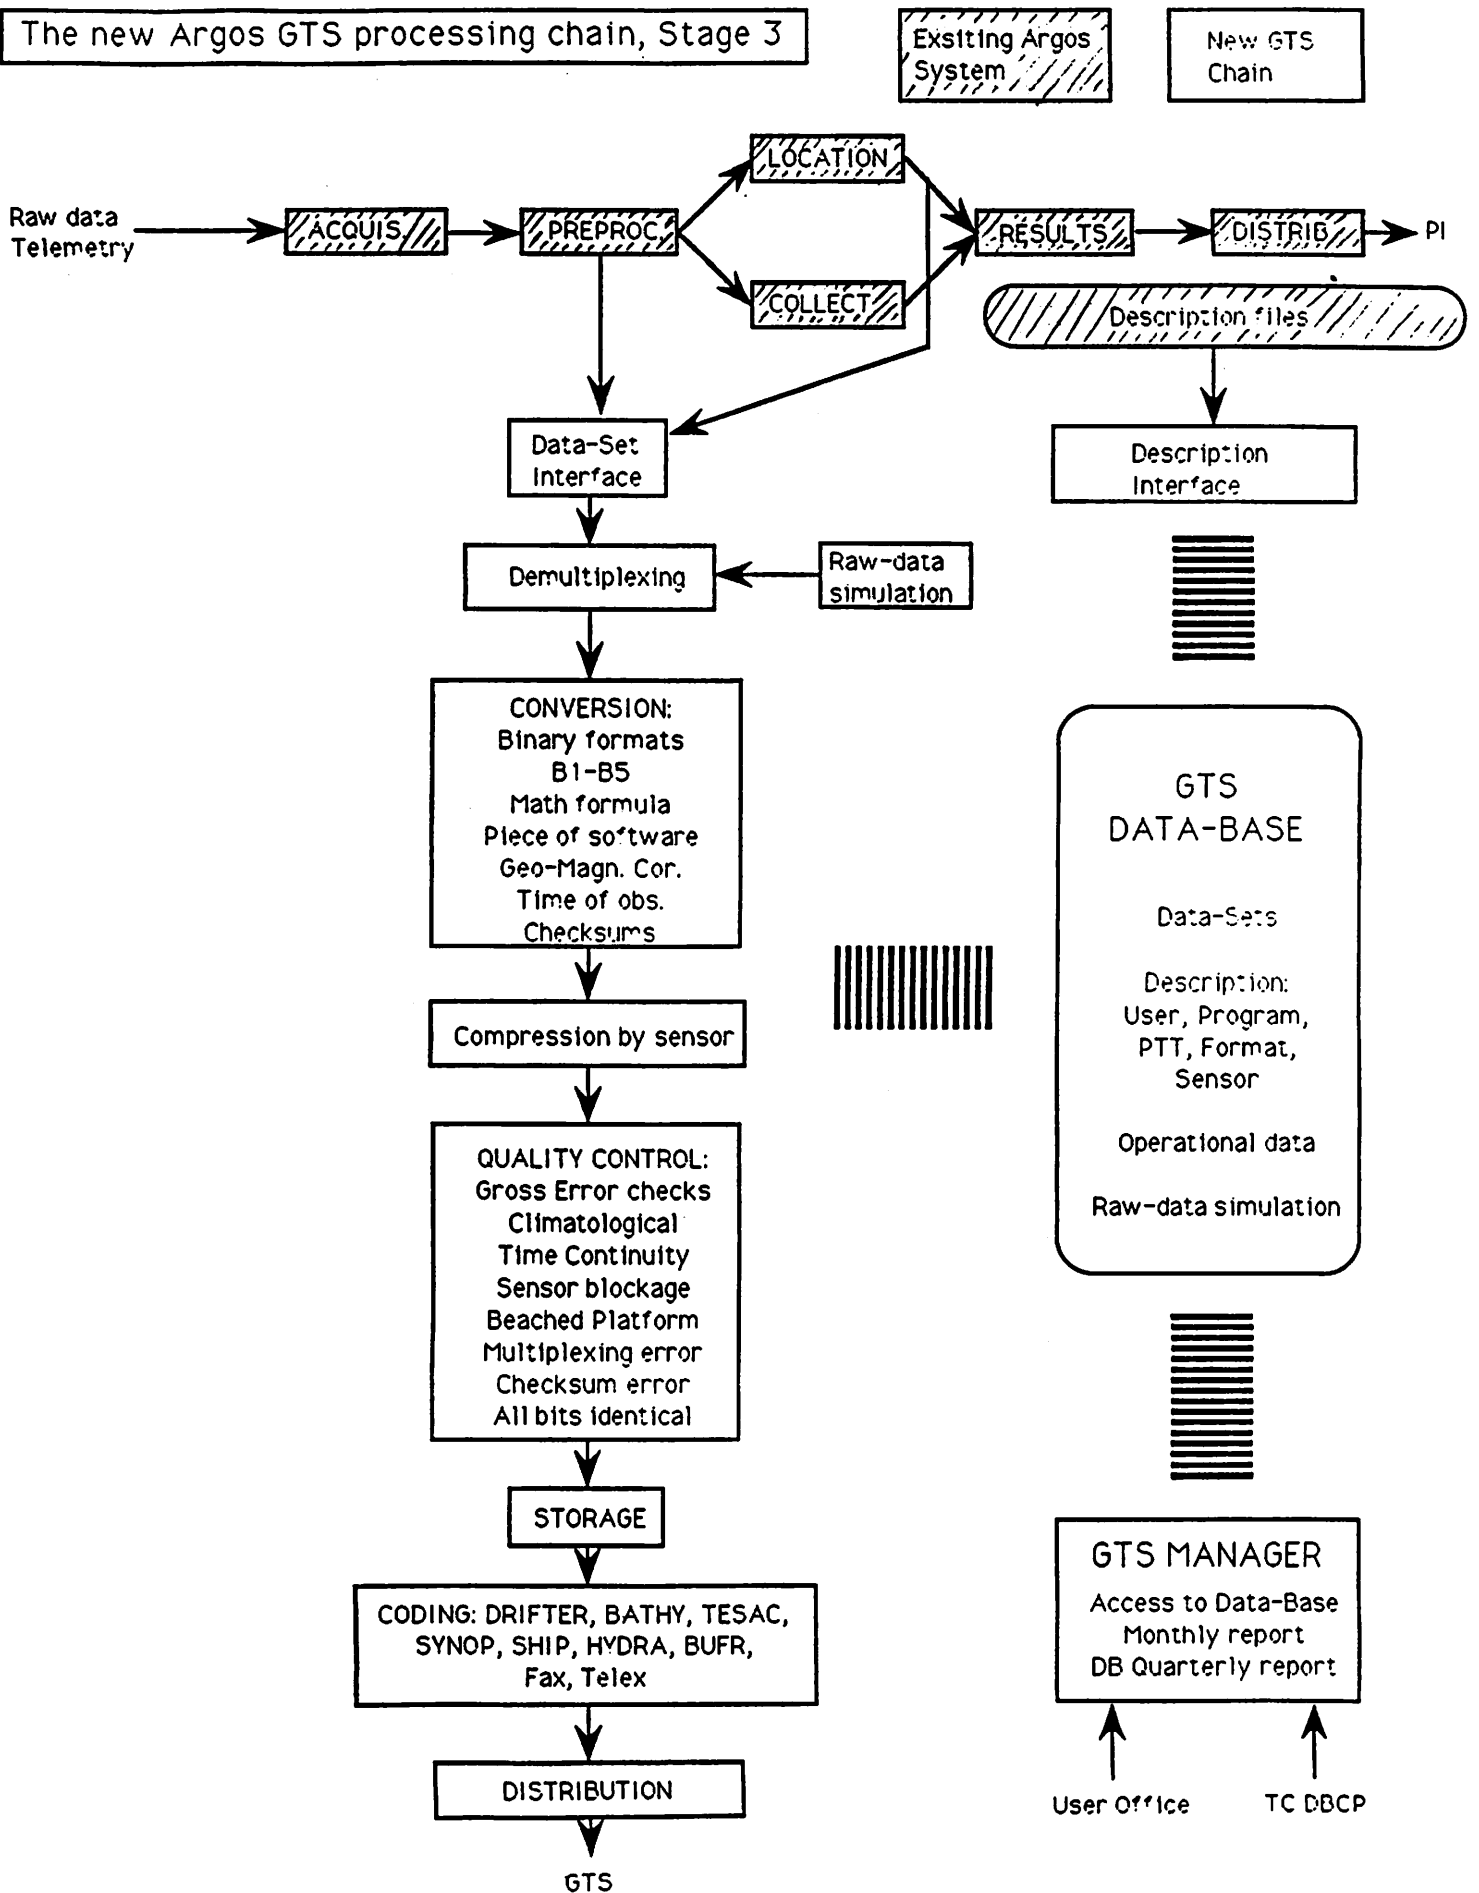 The new Argos GTS processing chain, Stage 3
Exsiting Argos
System
New GTS
Chain
Raw data
Telemetry
ACQUIS.
PREPROC.
LOCATION
COLLECT
RESULTS
DISTRIB
PI
Description files
Data-Set
Interface
Description
Interface
Demultiplexing
Raw-data
simulation
CONVERSION:
Binary formats
B1-B5
Math formula
Piece of software
Geo-Magn. Cor.
Time of obs.
Checksums
Compression by sensor
QUALITY CONTROL:
Gross Error checks
Climatological
Time Continuity
Sensor blockage
Beached Platform
Multiplexing error
Checksum error
All bits identical
STORAGE
CODING: DRIFTER, BATHY, TESAC,
SYNOP, SHIP, HYDRA, BUFR,
Fax, Telex
DISTRIBUTION
GTS
GTS
DATA-BASE
Data-Sets
Description:
User, Program,
PTT, Format,
Sensor
Operational data
Raw-data simulation
GTS MANAGER
Access to Data-Base
Monthly report
DB Quarterly report
User Office
TC DBCP